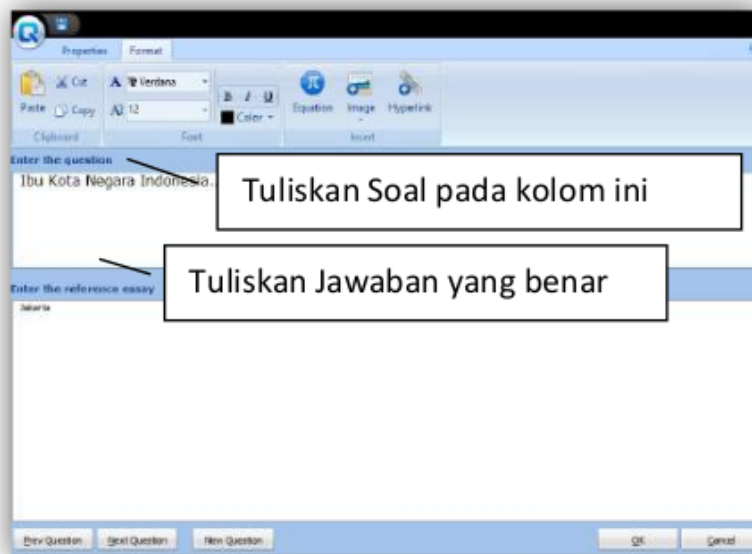 Properties Format
Cut A Verdana
B I U
Paste Copy 12 Color Equation Image Hyperlink
Clipboard Font Insert
Enter the question
Ibu Kota Negara Indonesia.
Tuliskan Soal pada kolom ini
Tuliskan Jawaban yang benar
Enter the reference essay
Jakarta
Prev Question Next Question New Question OK Cancel